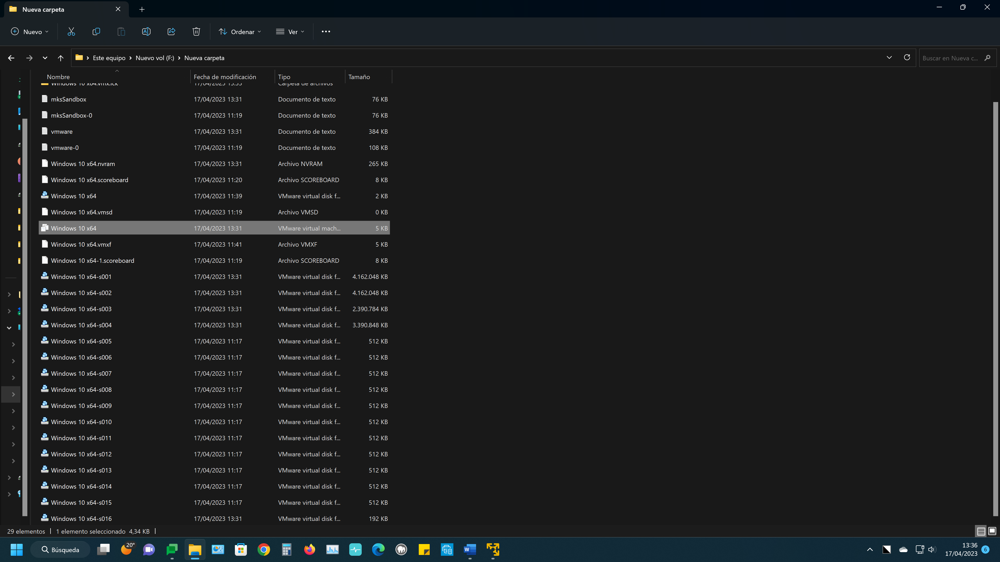 Nueva carpeta
Nuevo Ordenar Ver
Este equipo Nuevo vol (F:) Nueva carpeta Buscar en Nueva c...
Nombre Fecha de modificación Tipo Tamaño
Windows 10 x64.vmx.lck 17/04/2023 13:35 Carpeta de archivos
mksSandbox 17/04/2023 13:31 Documento de texto 76 KB
mksSandbox-0 17/04/2023 11:19 Documento de texto 76 KB
vmware 17/04/2023 13:31 Documento de texto 384 KB
vmware-0 17/04/2023 11:19 Documento de texto 108 KB
Windows 10 x64.nvram 17/04/2023 13:31 Archivo NVRAM 265 KB
Windows 10 x64.scoreboard 17/04/2023 11:20 Archivo SCOREBOARD 8 KB
Windows 10 x64 17/04/2023 11:39 VMware virtual disk f... 2 KB
Windows 10 x64.vmsd 17/04/2023 11:19 Archivo VMSD 0 KB
Windows 10 x64 17/04/2023 13:31 VMware virtual mach... 5 KB
Windows 10 x64.vmxf 17/04/2023 11:41 Archivo VMXF 5 KB
Windows 10 x64-1.scoreboard 17/04/2023 11:19 Archivo SCOREBOARD 8 KB
Windows 10 x64-s001 17/04/2023 13:31 VMware virtual disk f... 4.162.048 KB
Windows 10 x64-s002 17/04/2023 13:31 VMware virtual disk f... 4.162.048 KB
Windows 10 x64-s003 17/04/2023 13:31 VMware virtual disk f... 2.390.784 KB
Windows 10 x64-s004 17/04/2023 13:31 VMware virtual disk f... 3.390.848 KB
Windows 10 x64-s005 17/04/2023 11:17 VMware virtual disk f... 512 KB
Windows 10 x64-s006 17/04/2023 11:17 VMware virtual disk f... 512 KB
Windows 10 x64-s007 17/04/2023 11:17 VMware virtual disk f... 512 KB
Windows 10 x64-s008 17/04/2023 11:17 VMware virtual disk f... 512 KB
Windows 10 x64-s009 17/04/2023 11:17 VMware virtual disk f... 512 KB
Windows 10 x64-s010 17/04/2023 11:17 VMware virtual disk f... 512 KB
Windows 10 x64-s011 17/04/2023 11:17 VMware virtual disk f... 512 KB
Windows 10 x64-s012 17/04/2023 11:17 VMware virtual disk f... 512 KB
Windows 10 x64-s013 17/04/2023 11:17 VMware virtual disk f... 512 KB
Windows 10 x64-s014 17/04/2023 11:17 VMware virtual disk f... 512 KB
Windows 10 x64-s015 17/04/2023 11:17 VMware virtual disk f... 512 KB
Windows 10 x64-s016 17/04/2023 13:31 VMware virtual disk f... 192 KB
29 elementos 1 elemento seleccionado 4,34 KB
Búsqueda 20° 13:36
17/04/2023 6